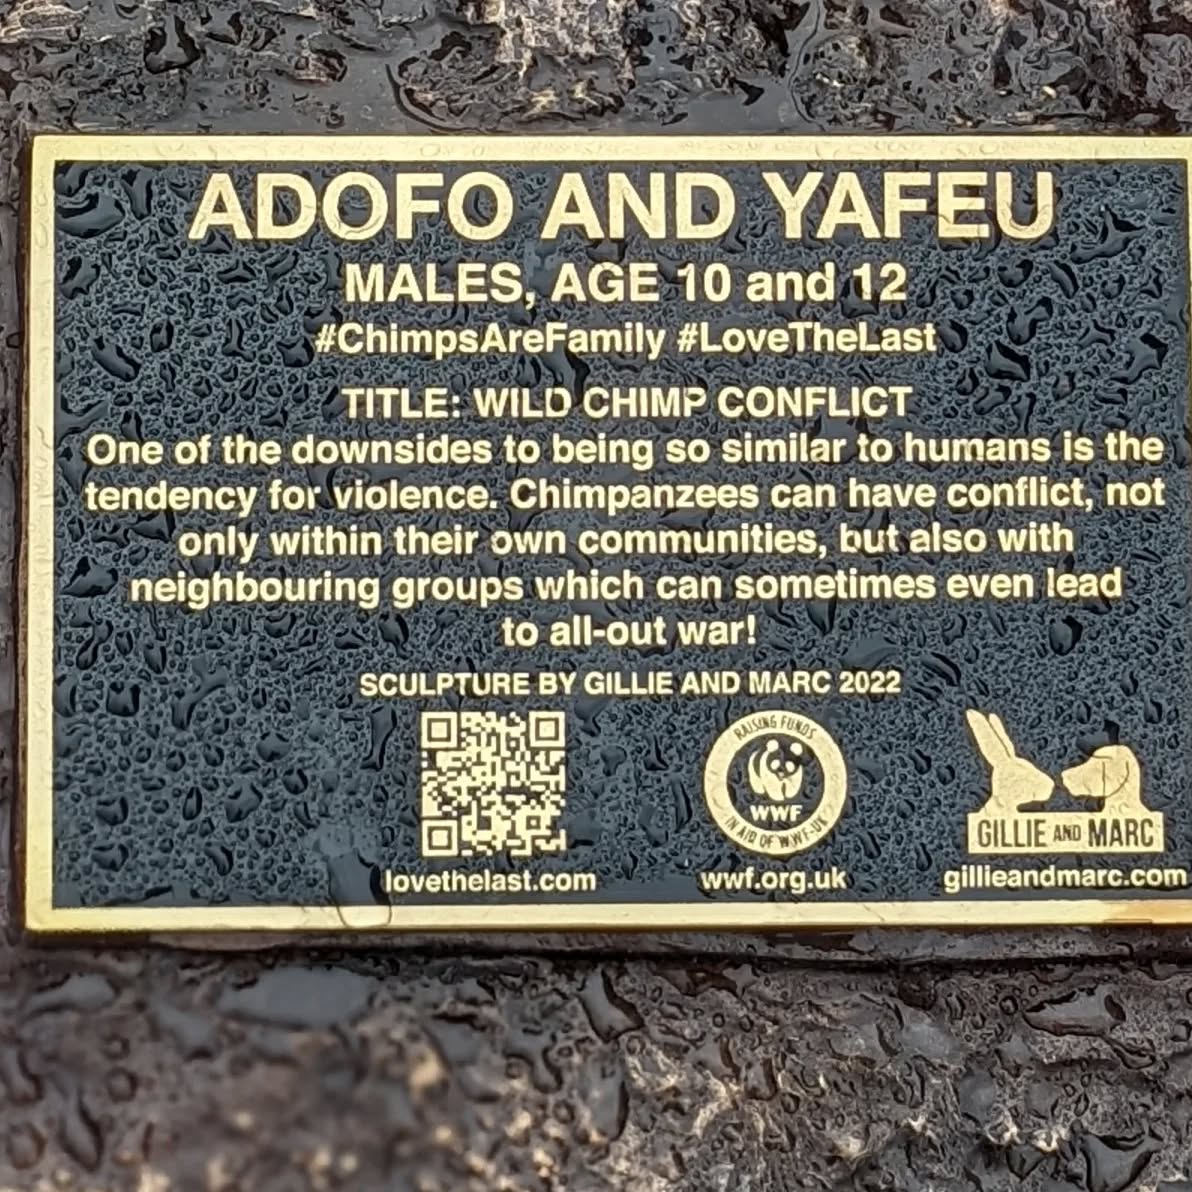 ADOFO AND YAFEU
MALES, AGE 10 and 12
#ChimpsAreFamily #LoveTheLast
TITLE: WILD CHIMP CONFLICT
One of the downsides to being so similar to humans is the
tendency for violence. Chimpanzees can have conflict, not
only within their own communities, but also with
neighbouring groups which can sometimes even lead
to all-out war!
SCULPTURE BY GILLIE AND MARC 2022
RAISING FUNDS
WWF
IN AID OF WWF-UK
GILLIE AND MARC
lovethelast.com
wwf.org.uk
gillieandmarc.com